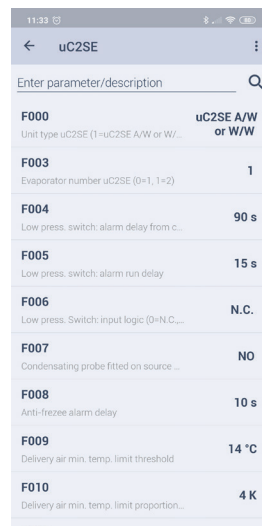 11:33
80
uC2SE
Enter parameter/description
F000
Unit type uC2SE (1=uC2SE A/W or W/...
uC2SE A/W
or W/W
F003
Evaporator number uC2SE (0=1, 1=2)
1
F004
Low press. switch: alarm delay from c...
90 s
F005
Low press. switch: alarm run delay
15 s
F006
Low press. Switch: input logic (0=N.C.,...
N.C.
F007
Condensating probe fitted on source ...
NO
F008
Anti-frezee alarm delay
10 s
F009
Delivery air min. temp. limit threshold
14 °C
F010
Delivery air min. temp. limit proportion...
4 K